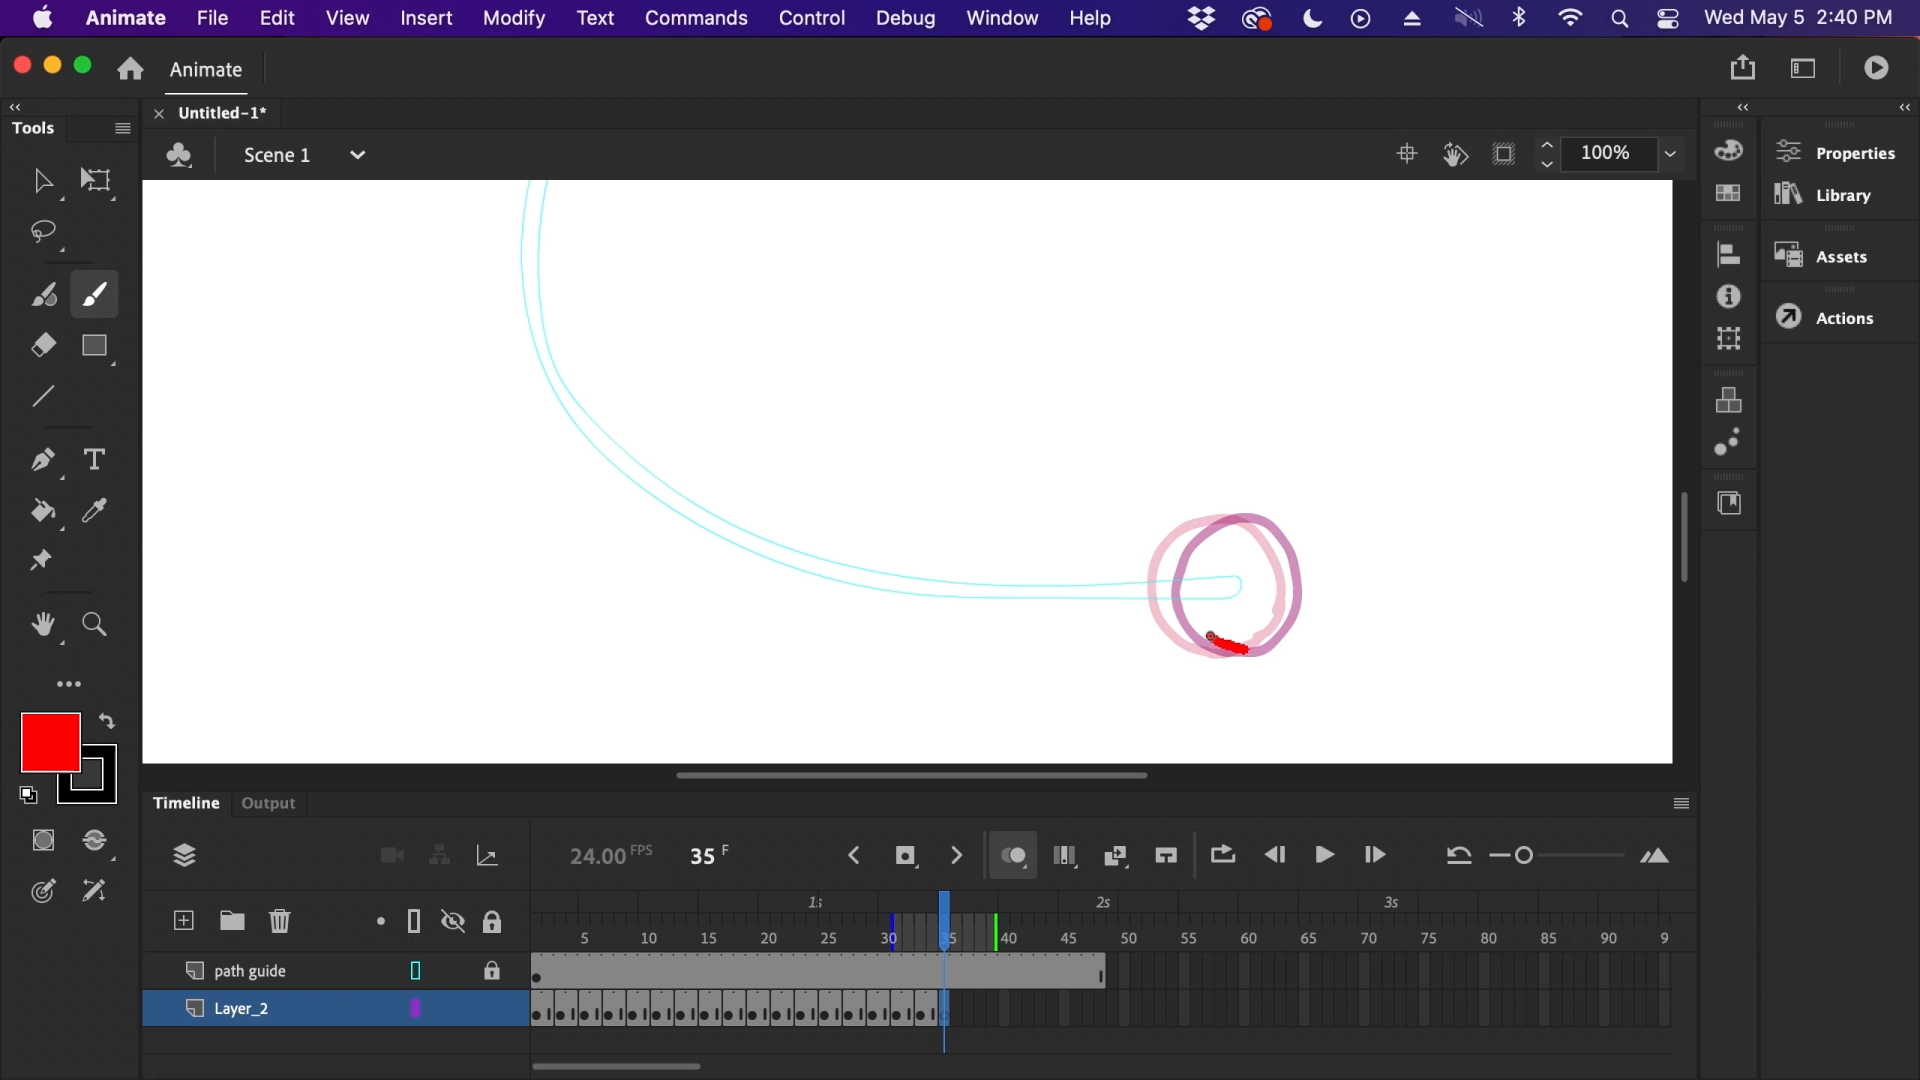 Animate File Edit View Insert Modify Text Commands Control Debug Window Help Wed May 5 2:40 PM
Animate
Tools
Untitled-1*
Scene 1
100%
Properties
Library
Assets
Actions
T
Timeline Output
24.00 FPS 35 F
1s 2s 3s
5 10 15 20 25 30 35 40 45 50 55 60 65 70 75 80 85 90 9
path guide
Layer_2